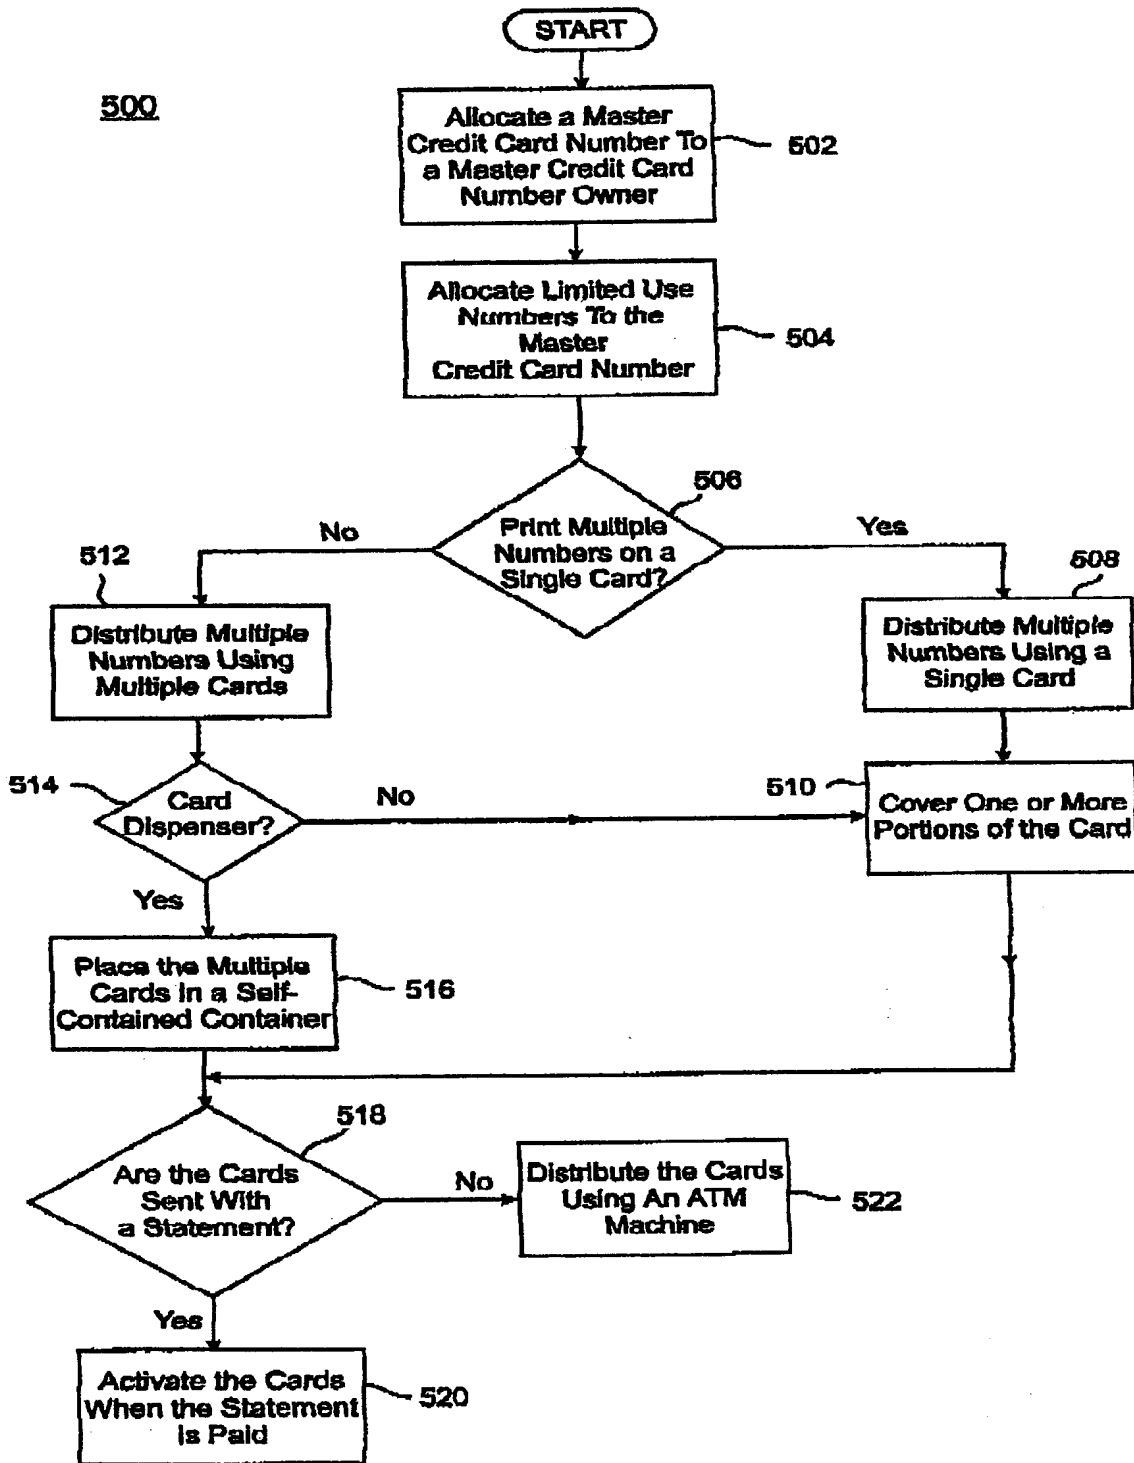 START
500
Allocate a Master
Credit Card Number To
a Master Credit Card
Number Owner
502
Allocate Limited Use
Numbers To the
Master
Credit Card Number
504
506
Print Multiple
Numbers on a
Single Card?
No
Yes
512
508
Distribute Multiple
Numbers Using
Multiple Cards
Distribute Multiple
Numbers Using a
Single Card
514
Card
Dispenser?
No
510
Cover One or More
Portions of the Card
Yes
Place the Multiple
Cards in a Self-
Contained Container
516
518
Are the Cards
Sent With
a Statement?
No
Distribute the Cards
Using An ATM
Machine
522
Yes
Activate the Cards
When the Statement
is Paid
520